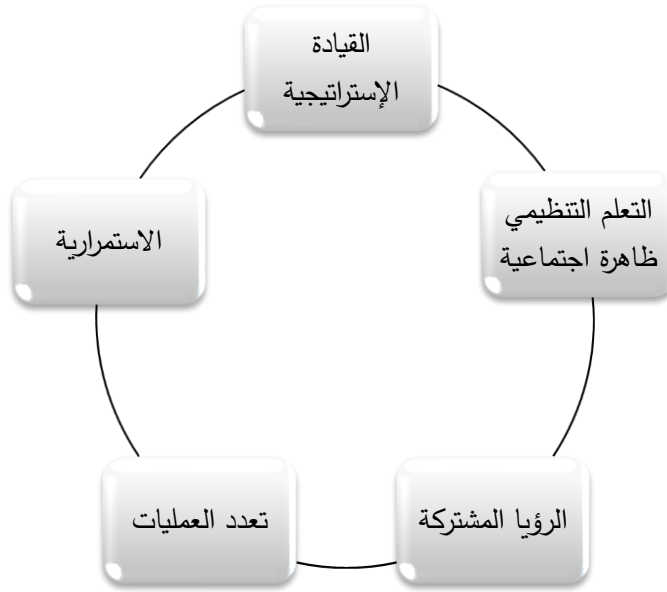 القيادة
الإستراتيجية
التعلم التنظيمي
ظاهرة اجتماعية
الرؤيا المشتركة
تعدد العمليات
الاستمرارية